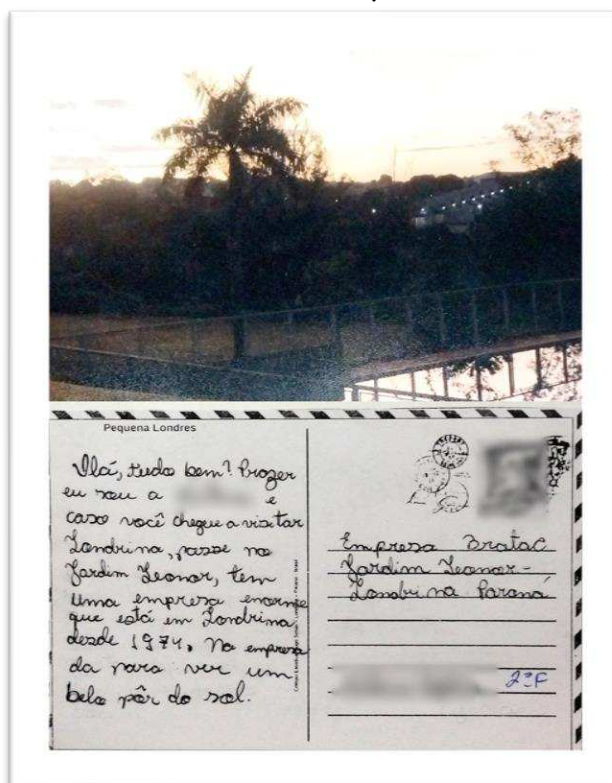 Pequena Londres
Olá, tudo bem? Prazer
eu sou a e
caso você chegue a visitar
Londrina, passe no
Jardim Leonor, tem
uma empresa enorme
que está em Londrina
desde 1974. Na empresa
da para ver um
belo pôr do sol.
Empresa Bratac
Jardim Leonor -
Londrina Paraná
2ºF